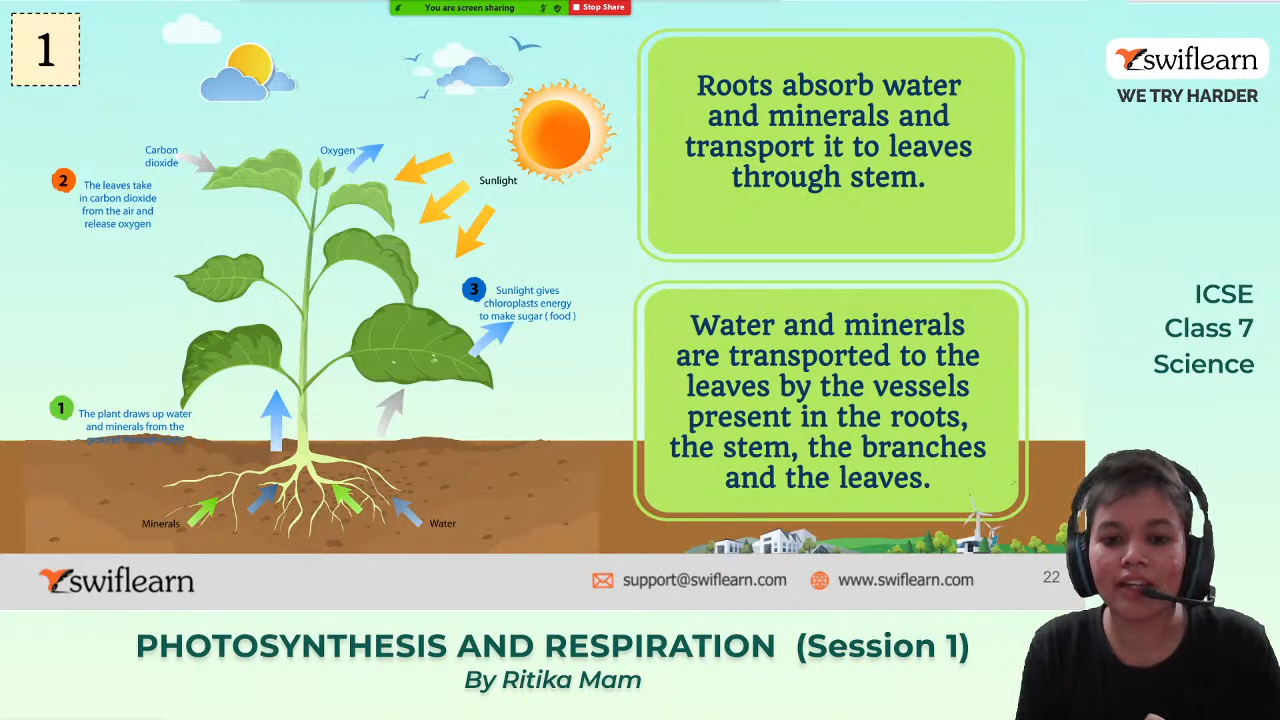 You are screen sharing
Stop Share
1
swiflearn
WE TRY HARDER
Roots absorb water
and minerals and
transport it to leaves
through stem.
Carbon
dioxide
Oxygen
Sunlight
2
The leaves take
in carbon dioxide
from the air and
release oxygen
3
Sunlight gives
chloroplasts energy
to make sugar ( food )
Water and minerals
are transported to the
leaves by the vessels
present in the roots,
the stem, the branches
and the leaves.
ICSE
Class 7
Science
1
The plant draws up water
and minerals from the
ground through
Minerals
Water
swiflearn
support@swiflearn.com
www.swiflearn.com
22
PHOTOSYNTHESIS AND RESPIRATION (Session 1)
By Ritika Mam